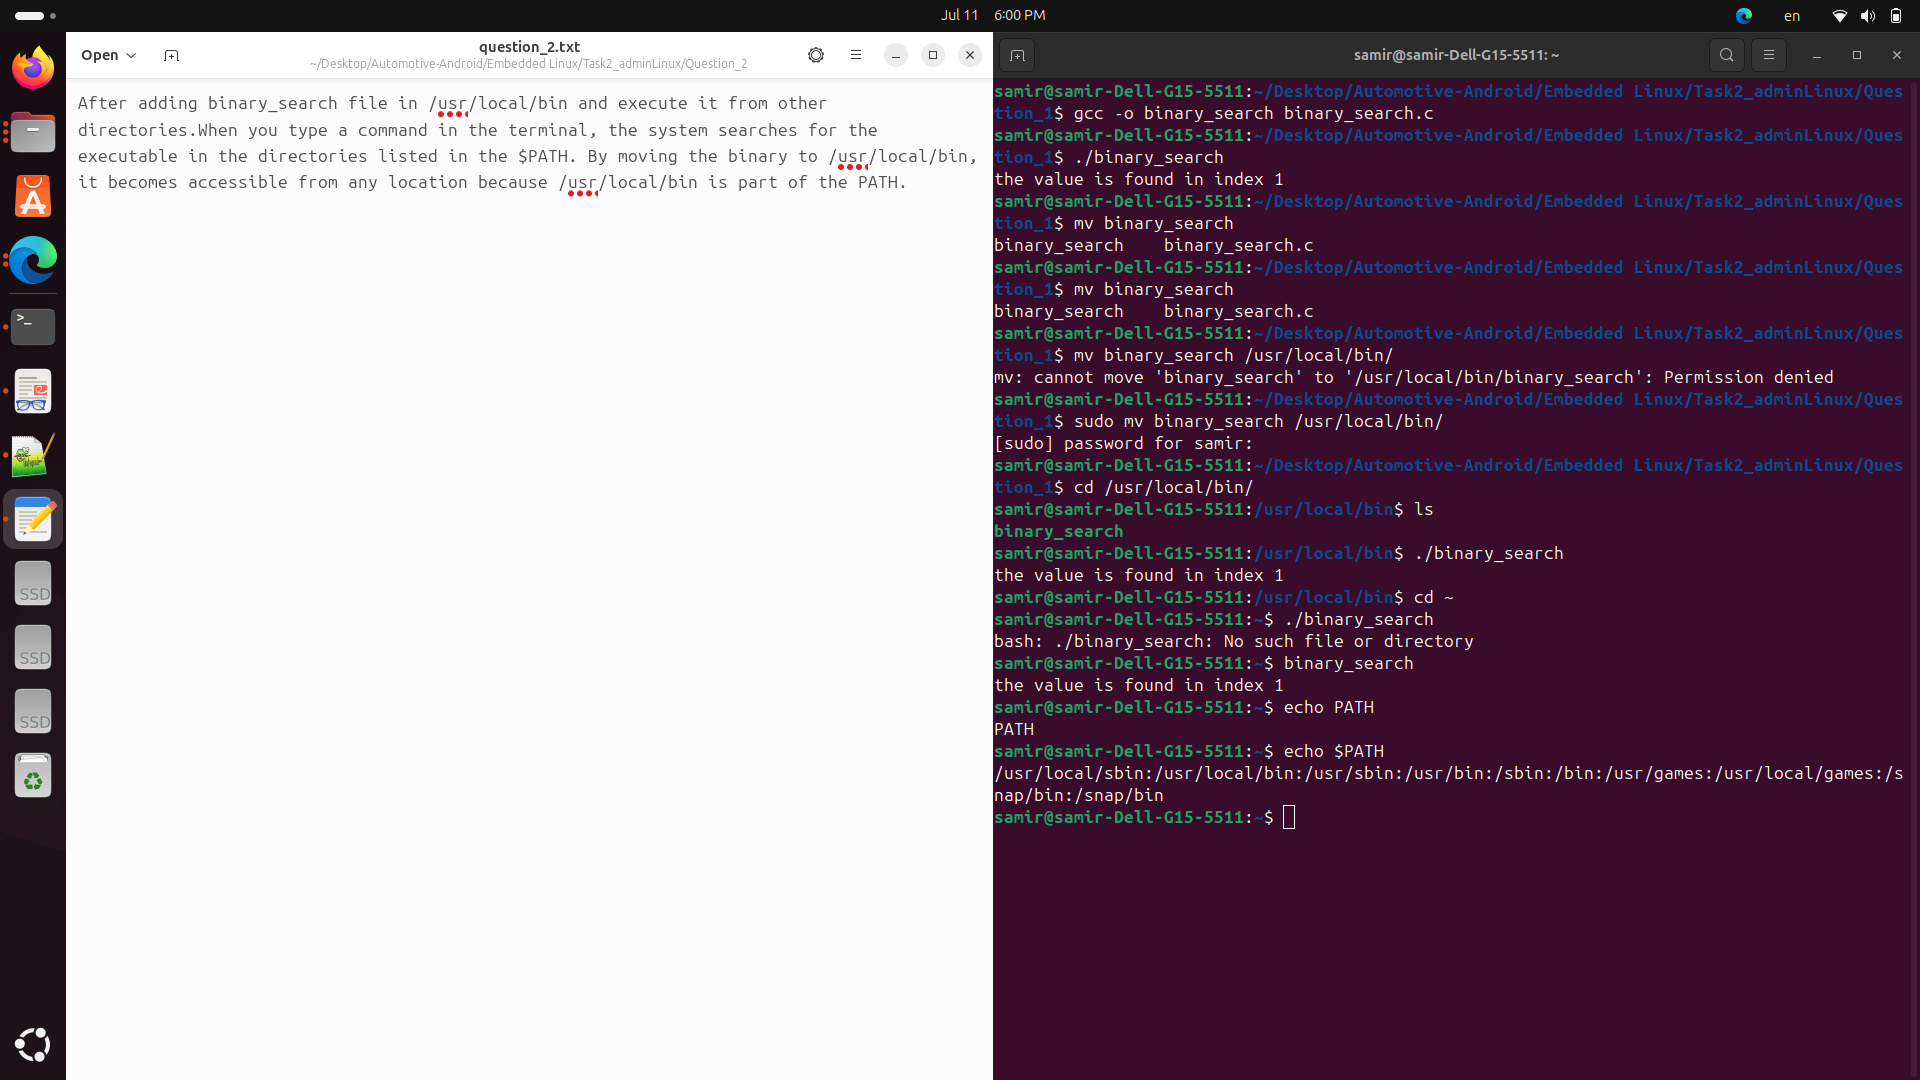 Jul 11 6:00 PM
en
Open
question_2.txt
~/Desktop/Automotive-Android/Embedded Linux/Task2_adminLinux/Question_2
After adding binary_search file in /usr/local/bin and execute it from other
directories.When you type a command in the terminal, the system searches for the
executable in the directories listed in the $PATH. By moving the binary to /usr/local/bin,
it becomes accessible from any location because /usr/local/bin is part of the PATH.
SSD
SSD
SSD
samir@samir-Dell-G15-5511: ~
samir@samir-Dell-G15-5511:~/Desktop/Automotive-Android/Embedded Linux/Task2_adminLinux/Ques
tion_1$ gcc -o binary_search binary_search.c
samir@samir-Dell-G15-5511:~/Desktop/Automotive-Android/Embedded Linux/Task2_adminLinux/Ques
tion_1$ ./binary_search
the value is found in index 1
samir@samir-Dell-G15-5511:~/Desktop/Automotive-Android/Embedded Linux/Task2_adminLinux/Ques
tion_1$ mv binary_search
binary_search    binary_search.c
samir@samir-Dell-G15-5511:~/Desktop/Automotive-Android/Embedded Linux/Task2_adminLinux/Ques
tion_1$ mv binary_search
binary_search    binary_search.c
samir@samir-Dell-G15-5511:~/Desktop/Automotive-Android/Embedded Linux/Task2_adminLinux/Ques
tion_1$ mv binary_search /usr/local/bin/
mv: cannot move 'binary_search' to '/usr/local/bin/binary_search': Permission denied
samir@samir-Dell-G15-5511:~/Desktop/Automotive-Android/Embedded Linux/Task2_adminLinux/Ques
tion_1$ sudo mv binary_search /usr/local/bin/
[sudo] password for samir:
samir@samir-Dell-G15-5511:~/Desktop/Automotive-Android/Embedded Linux/Task2_adminLinux/Ques
tion_1$ cd /usr/local/bin/
samir@samir-Dell-G15-5511:/usr/local/bin$ ls
binary_search
samir@samir-Dell-G15-5511:/usr/local/bin$ ./binary_search
the value is found in index 1
samir@samir-Dell-G15-5511:/usr/local/bin$ cd ~
samir@samir-Dell-G15-5511:~$ ./binary_search
bash: ./binary_search: No such file or directory
samir@samir-Dell-G15-5511:~$ binary_search
the value is found in index 1
samir@samir-Dell-G15-5511:~$ echo PATH
PATH
samir@samir-Dell-G15-5511:~$ echo $PATH
/usr/local/sbin:/usr/local/bin:/usr/sbin:/usr/bin:/sbin:/bin:/usr/games:/usr/local/games:/s
nap/bin:/snap/bin
samir@samir-Dell-G15-5511:~$